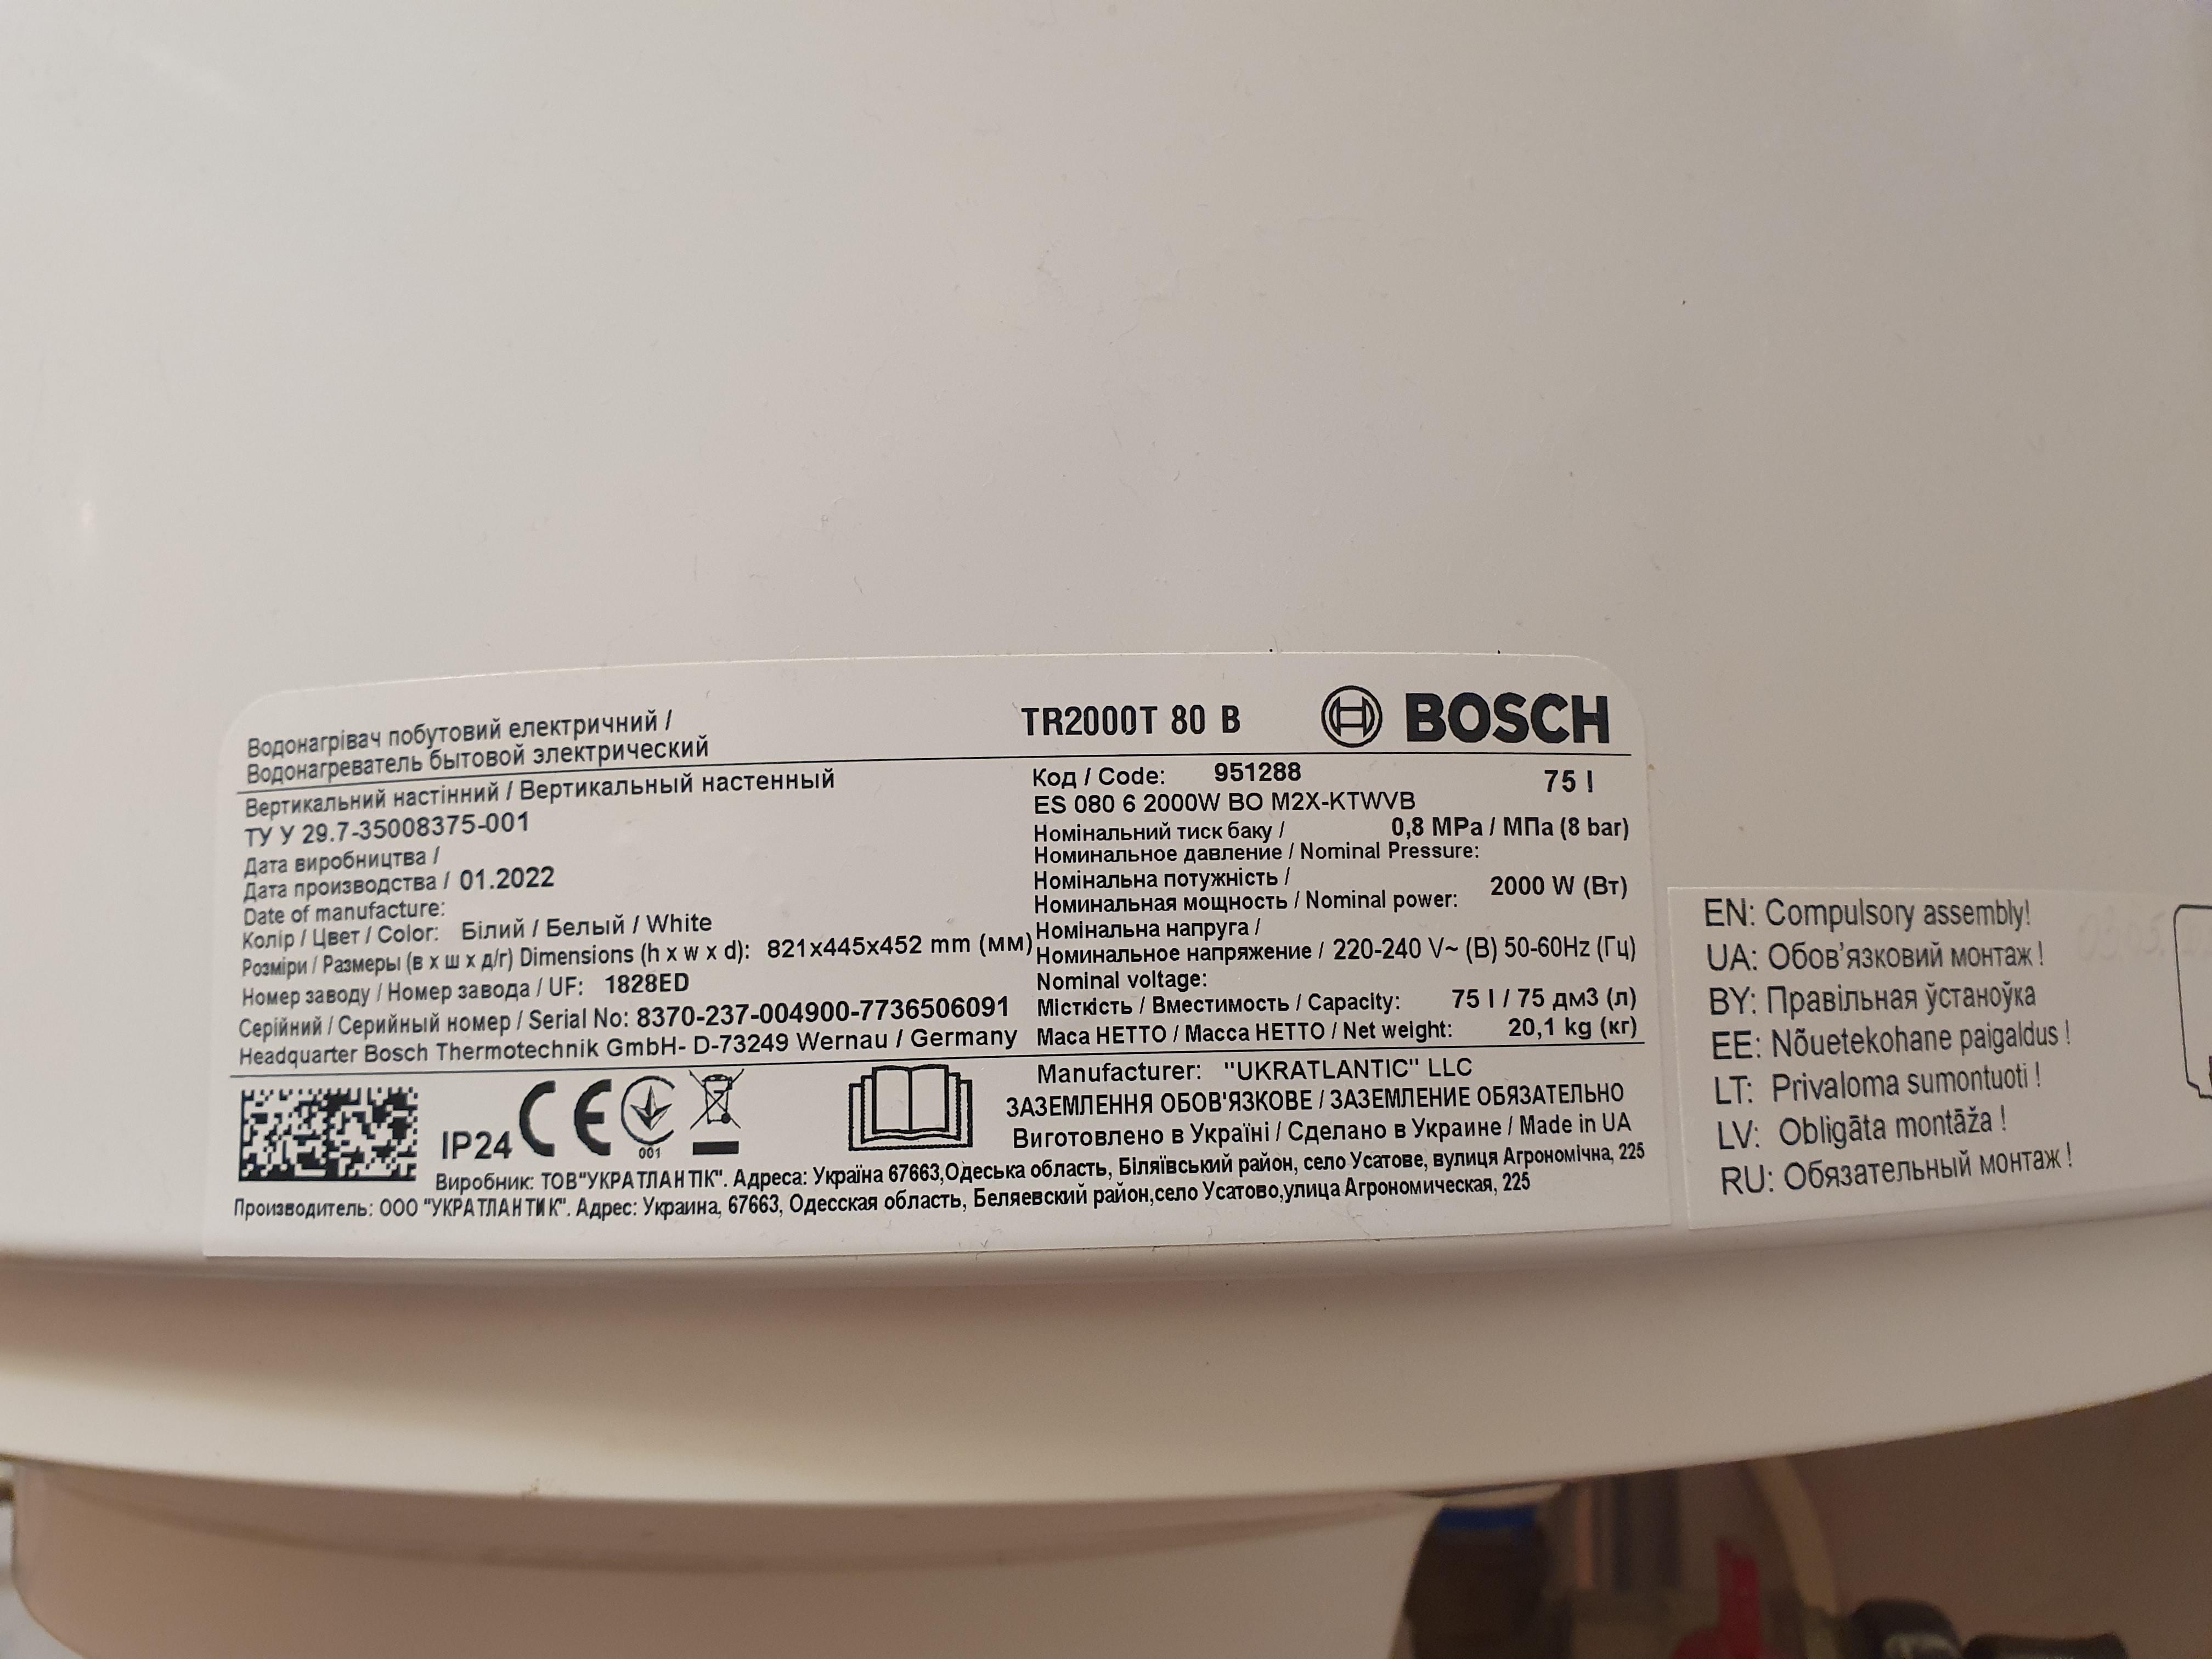 Водонагрівач побутовий електричний /
Водонагреватель бытовой электрический
TR2000T 80 B
BOSCH
Вертикальний настінний / Вертикальный настенный
ТУ У 29.7-35008375-001
Дата виробництва /
Дата производства / 01.2022
Date of manufacture:
Колір / Цвет / Color: Білий / Белый / White
Розміри / Размеры (в x ш x д/г) Dimensions (h x w x d): 821x445x452 mm (мм)
Номер заводу / Номер завода / UF: 1828ED
Серійний / Серийный номер / Serial No: 8370-237-004900-7736506091
Headquarter Bosch Thermotechnik GmbH- D-73249 Wernau / Germany
Код / Code: 951288 75 l
ES 080 6 2000W BO M2X-KTWVB
Номінальний тиск баку / 0,8 MPa / МПа (8 bar)
Номинальное давление / Nominal Pressure:
Номінальна потужність / 2000 W (Вт)
Номинальная мощность / Nominal power:
Номінальна напруга /
Номинальное напряжение / 220-240 V~ (В) 50-60Hz (Гц)
Nominal voltage:
Місткість / Вместимость / Capacity: 75 l / 75 дм3 (л)
Маса НЕТТО / Масса НЕТТО / Net weight: 20,1 kg (кг)
IP24 CE 001
Manufacturer: "UKRATLANTIC" LLC
ЗАЗЕМЛЕННЯ ОБОВ'ЯЗКОВЕ / ЗАЗЕМЛЕНИЕ ОБЯЗАТЕЛЬНО
Виготовлено в Україні / Сделано в Украине / Made in UA
Виробник: ТОВ"УКРАТЛАНТІК". Адреса: Україна 67663,Одеська область, Біляївський район, село Усатове, вулиця Агрономічна, 225
Производитель: ООО "УКРАТЛАНТИК". Адрес: Украина, 67663, Одесская область, Беляевский район,село Усатово,улица Агрономическая, 225
EN: Compulsory assembly!
UA: Обов'язковий монтаж !
BY: Правільная ўстаноўка
EE: Nõuetekohane paigaldus !
LT: Privaloma sumontuoti !
LV: Obligāta montāža !
RU: Обязательный монтаж !